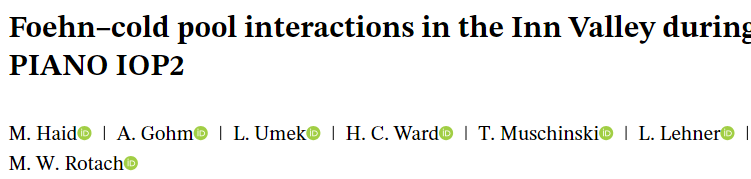 Foehn–cold pool interactions in the Inn Valley during
PIANO IOP2
M. Haid | A. Gohm | L. Umek | H. C. Ward | T. Muschinski | L. Lehner |
M. W. Rotach